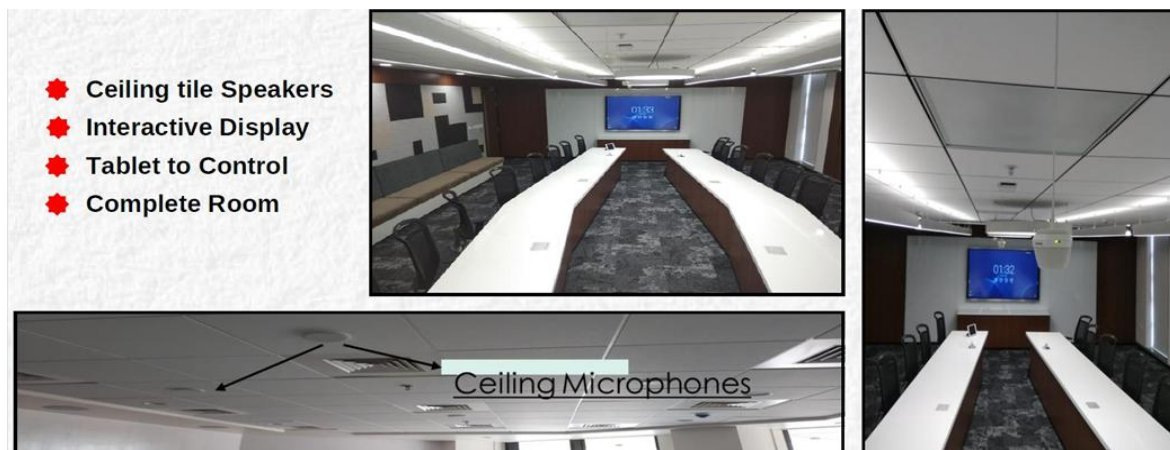 Ceiling tile Speakers
Interactive Display
Tablet to Control
Complete Room
01:33
01:32
Ceiling Microphones